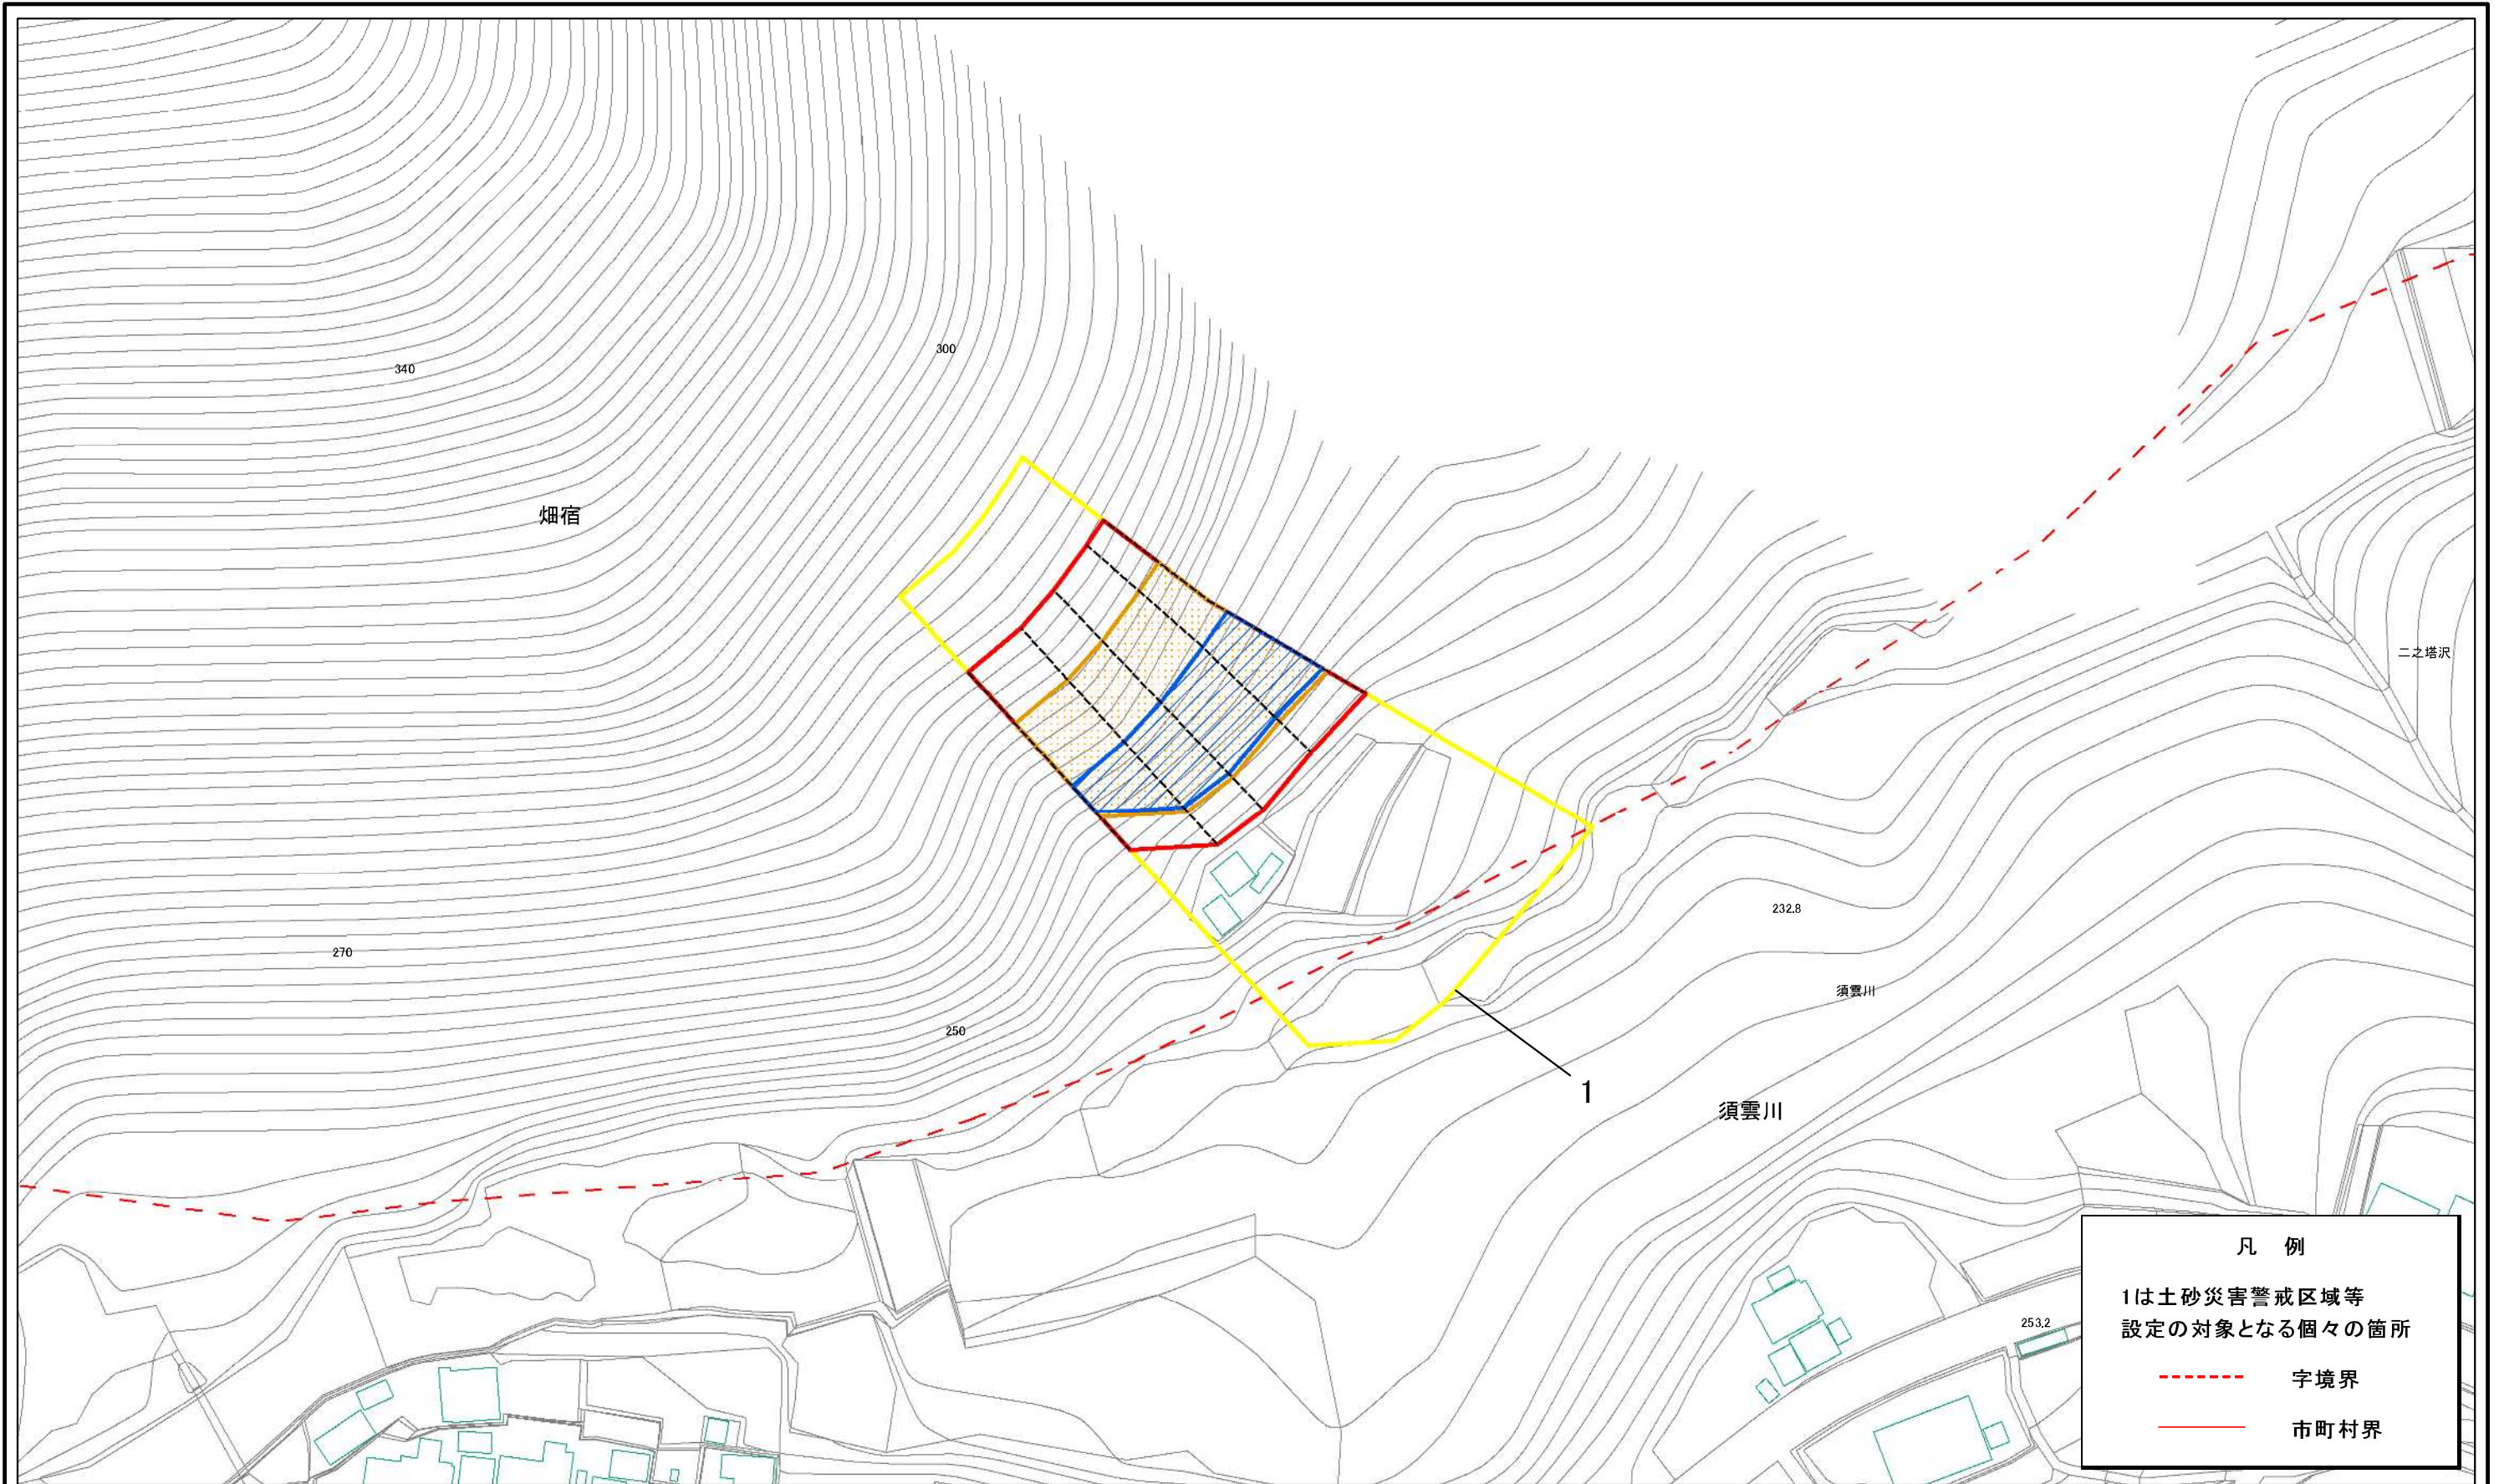 300
340
畑宿
二之塔沢
232.8
270
須雲川
250
1
須雲川
凡 例
1は土砂災害警戒区域等
設定の対象となる個々の箇所
253.2
字境界
市町村界